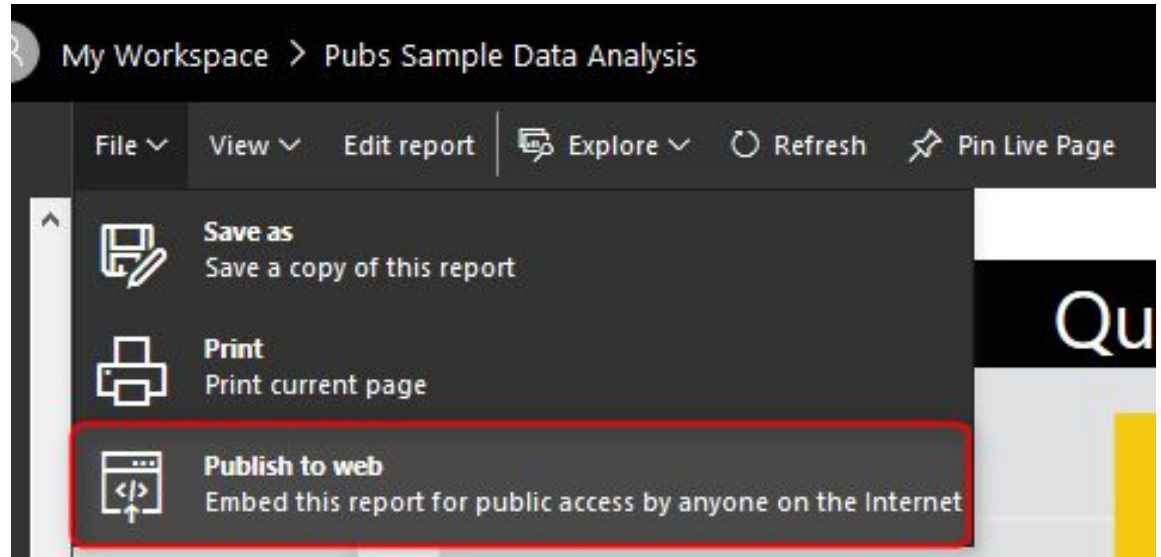 My Workspace > Pubs Sample Data Analysis
File View Edit report Explore Refresh Pin Live Page
Save as
Save a copy of this report
Qu
Print
Print current page
Publish to web
Embed this report for public access by anyone on the Internet